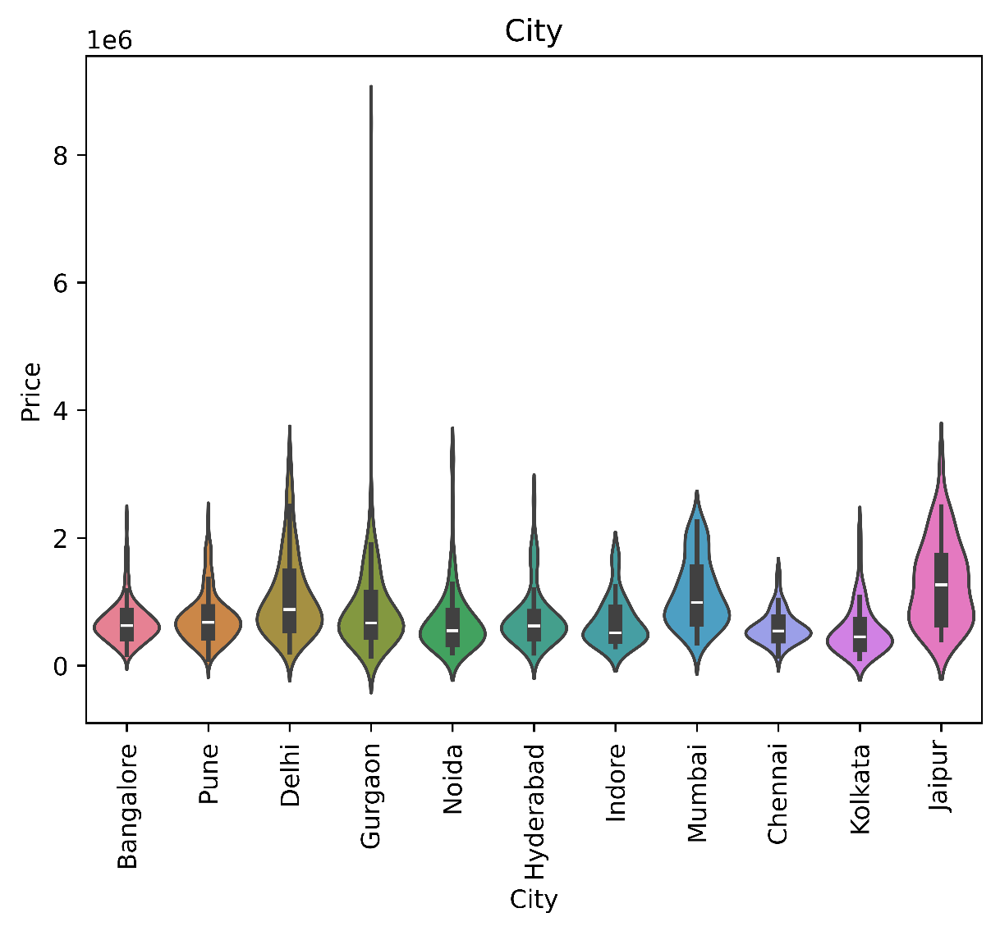 City
1e6
8
6
4
2
0
Price
Bangalore
Pune
Delhi
Gurgaon
Noida
Hyderabad
Indore
Mumbai
Chennai
Kolkata
Jaipur
City